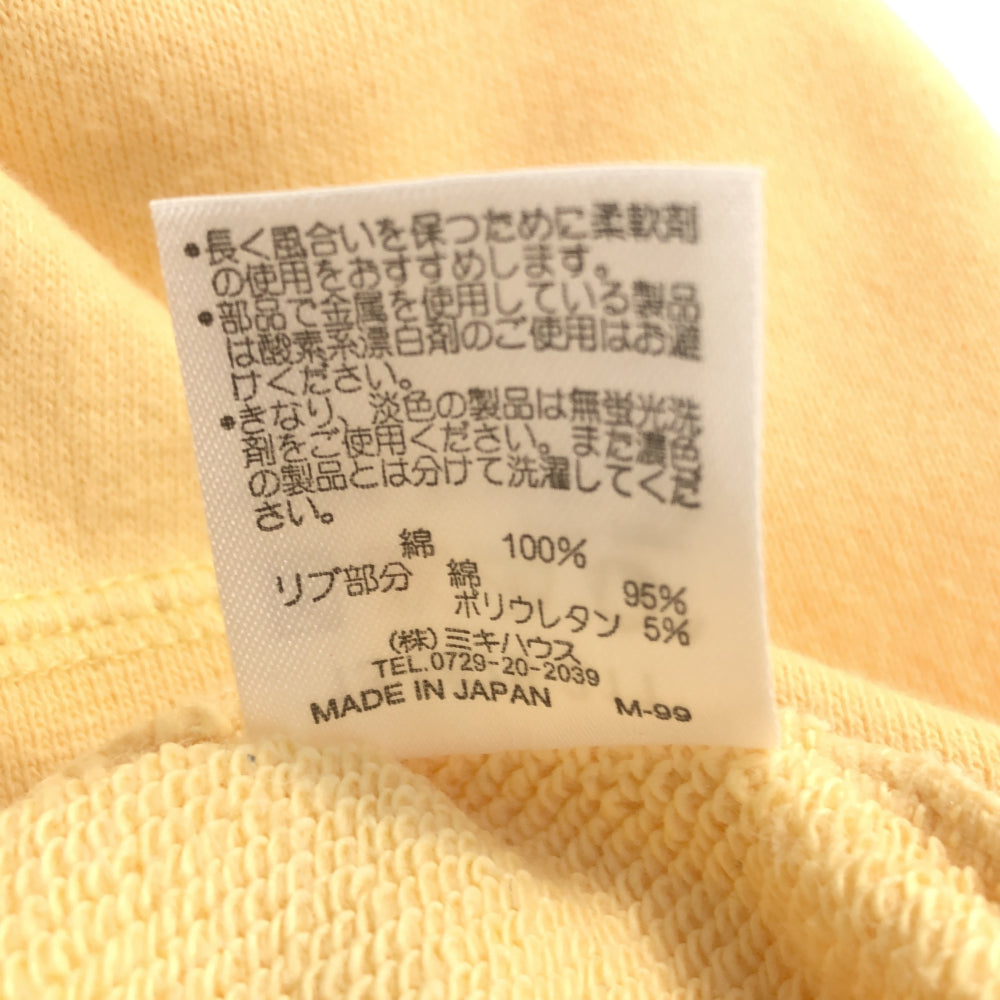 •長く風合いを保つために柔軟剤
の使用をおすすめします。
•部品で金属を使用している製品
は酸素系漂白剤のご使用はお避
けください。
•きなり、淡色の製品は無蛍光洗
剤をご使用ください。また濃色
の製品とは分けて洗濯してくだ
さい。
綿 100%
リブ部分 綿 95%
ポリウレタン 5%
(株)ミキハウス
TEL.0729-20-2039
MADE IN JAPAN M-99